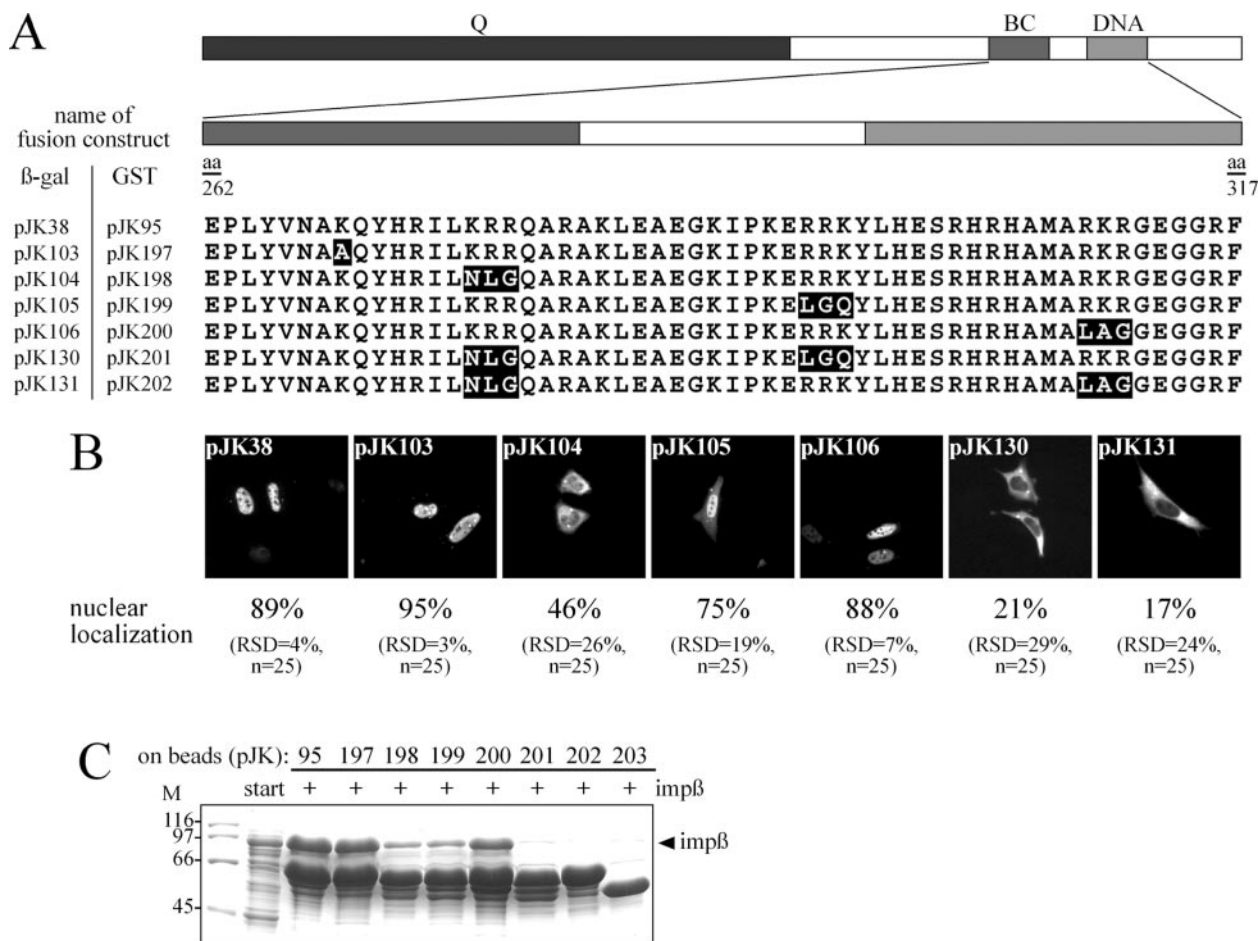 A
Q BC DNA
name of
fusion construct
ß-gal GST
aa
262
aa
317
pJK38 pJK95 EPLYVNAKQYHRILKRRQARAKLEAEGKIPKERRKYLHESRHRHAMARKRGEGGRF
pJK103 pJK197 EPLYVNAAQYHRILKRRQARAKLEAEGKIPKERRKYLHESRHRHAMARKRGEGGRF
pJK104 pJK198 EPLYVNAKQYHRILNLGQARAKLEAEGKIPKERRKYLHESRHRHAMARKRGEGGRF
pJK105 pJK199 EPLYVNAKQYHRILKRRQARAKLEAEGKIPKELGQYLHESRHRHAMARKRGEGGRF
pJK106 pJK200 EPLYVNAKQYHRILKRRQARAKLEAEGKIPKERRKYLHESRHRHAMALAGGEGGRF
pJK130 pJK201 EPLYVNAKQYHRILNLGQARAKLEAEGKIPKELGQYLHESRHRHAMARKRGEGGRF
pJK131 pJK202 EPLYVNAKQYHRILNLGQARAKLEAEGKIPKERRKYLHESRHRHAMALAGGEGGRF
B
pJK38 pJK103 pJK104 pJK105 pJK106 pJK130 pJK131
nuclear
localization
89% 95% 46% 75% 88% 21% 17%
(RSD=4%, (RSD=3%, (RSD=26%, (RSD=19%, (RSD=7%, (RSD=29%, (RSD=24%,
n=25) n=25) n=25) n=25) n=25) n=25) n=25)
C
on beads (pJK): 95 197 198 199 200 201 202 203
M start + + + + + + + + impß
116-
97-
66-
45-
◄ impß